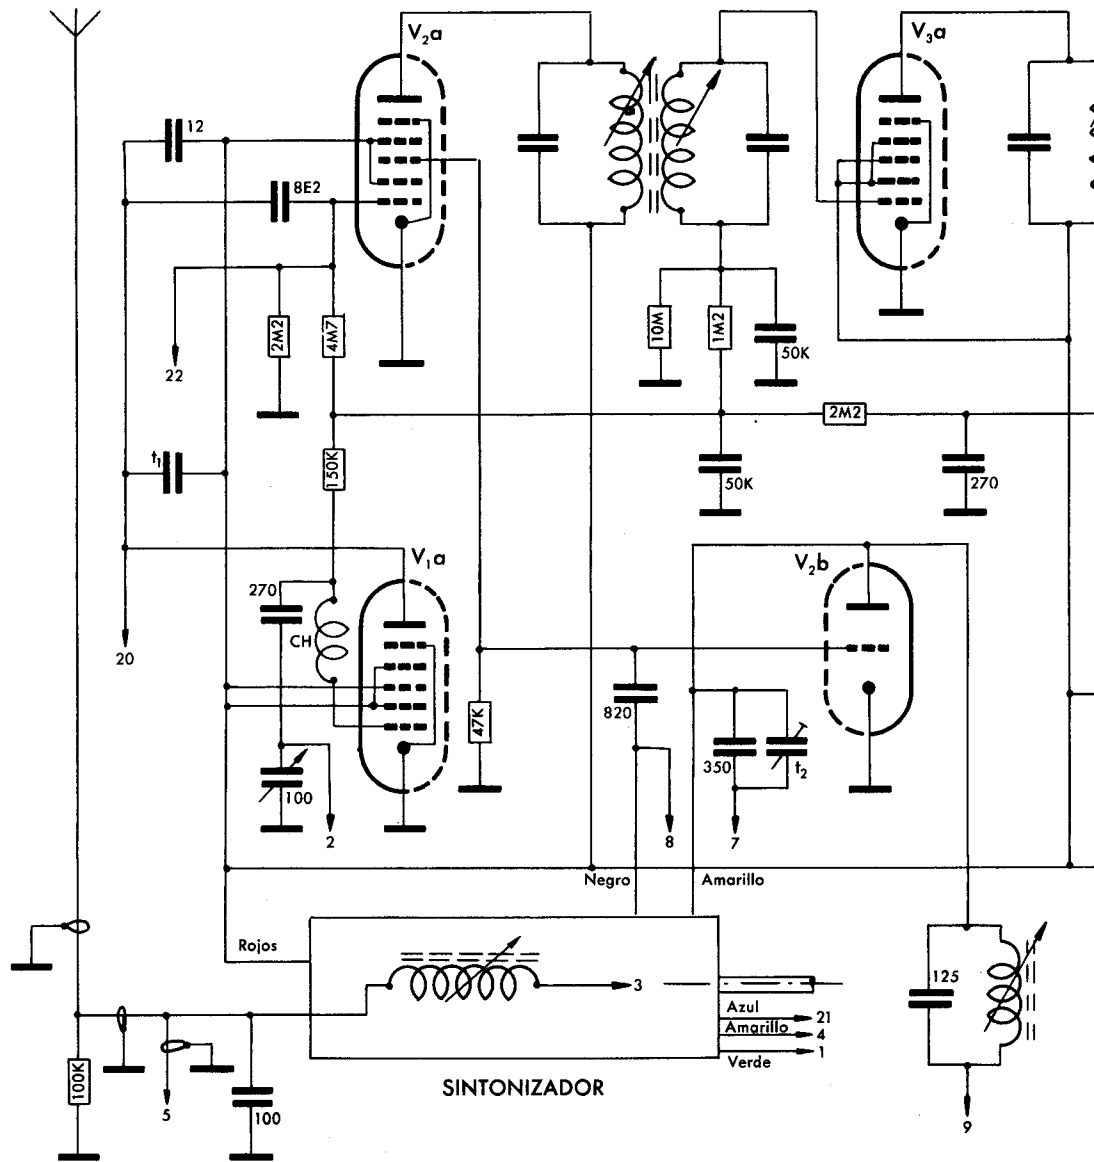 V2a
V3a
12
8E2
2M2
4M7
22
10M
1M2
50K
2M2
t1
150K
50K
270
V1a
V2b
270
CH
20
47K
820
350
t2
100
2
8
7
Negro
Amarillo
Rojos
3
125
Azul
21
Amarillo
4
Verde
1
100K
5
100
SINTONIZADOR
9